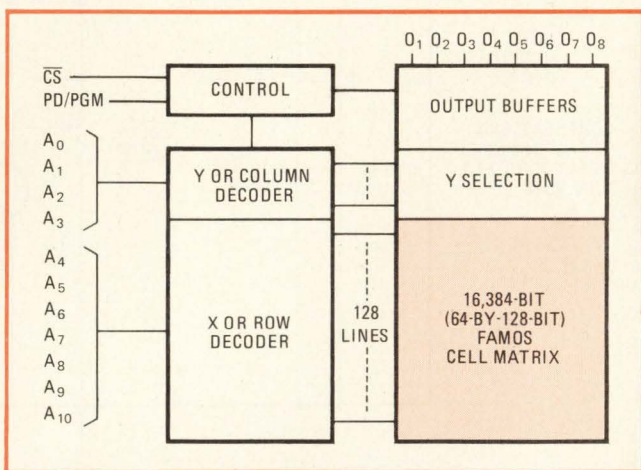 O1 O2 O3 O4 O5 O6 O7 O8
CS
PD/PGM
CONTROL
OUTPUT BUFFERS
A0
A1
A2
A3
Y OR COLUMN
DECODER
Y SELECTION
A4
A5
A6
A7
A8
A9
A10
X OR ROW
DECODER
128
LINES
16,384-BIT
(64-BY-128-BIT)
FAMOS
CELL MATRIX